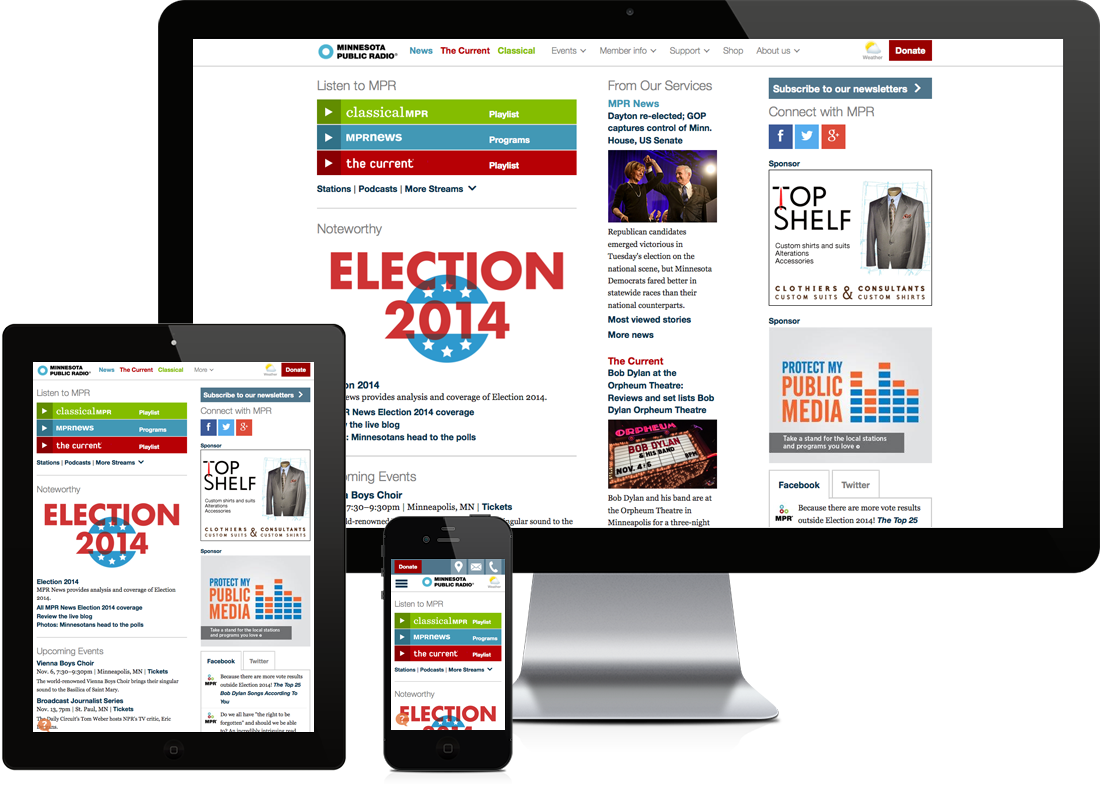 MINNESOTA
PUBLIC RADIO®
News The Current Classical Events Member info Support Shop About us
Weather
Donate
Listen to MPR
classicalMPR Playlist
MPRNEWS Programs
the current Playlist
Stations | Podcasts | More Streams
Noteworthy
ELECTION
2014
ion 2014
ews provides analysis and coverage of Election 2014.
PR News Election 2014 coverage
w the live blog
s: Minnesotans head to the polls
ming Events
a Boys Choir
7:30–9:30pm | Minneapolis, MN | Tickets
rld-renowned
ngular sound to the
From Our Services
MPR News
Dayton re-elected; GOP
captures control of Minn.
House, US Senate
Republican candidates
emerged victorious in
Tuesday's election on the
national scene, but Minnesota
Democrats fared better in
statewide races than their
national counterparts.
Most viewed stories
More news
The Current
Bob Dylan at the
Orpheum Theatre:
Reviews and set lists Bob
Dylan Orpheum Theatre
ORPHEUM
BOB DYLAN
& HIS BAND
NOV. 4-6 8PM
Bob Dylan and his band are at
the Orpheum Theatre in
Minneapolis for a three-night
Subscribe to our newsletters
Connect with MPR
f g+
Sponsor
TOP
SHELF
Custom shirts and suits
Alterations
Accessories
CLOTHIERS & CONSULTANTS
CUSTOM SUITS & CUSTOM SHIRTS
Sponsor
PROTECT MY
PUBLIC
MEDIA
Take a stand for the local stations
and programs you love
Facebook Twitter
MPR
Because there are more vote results
outside Election 2014! The Top 25
MINNESOTA
PUBLIC RADIO®
News The Current Classical More
Weather
Donate
Listen to MPR
classicalMPR Playlist
MPRNEWS Programs
the current Playlist
Stations | Podcasts | More Streams
Noteworthy
ELECTION
2014
Election 2014
MPR News provides analysis and coverage of Election
2014.
All MPR News Election 2014 coverage
Review the live blog
Photos: Minnesotans head to the polls
Upcoming Events
Vienna Boys Choir
Nov. 6, 7:30–9:30pm | Minneapolis, MN | Tickets
The world-renowned Vienna Boys Choir brings their singular
sound to the Basilica of Saint Mary.
Broadcast Journalist Series
Nov. 13, 7pm | St. Paul, MN | Tickets
The Daily Circuit's Tom Weber hosts NPR's TV critic, Eric
?
Subscribe to our newsletters
Connect with MPR
f g+
Sponsor
TOP
SHELF
Custom shirts and suits
Alterations
Accessories
CLOTHIERS & CONSULTANTS
CUSTOM SUITS & CUSTOM SHIRTS
Sponsor
PROTECT MY
PUBLIC
MEDIA
Take a stand for the local stations
and programs you love
Facebook Twitter
MPR
Because there are more vote results
outside Election 2014! The Top 25
Bob Dylan Songs According To
You
MPR
Do we all have "the right to be
forgotten" and should we be able
to? An incredibly intriguing read
Donate
MINNESOTA
PUBLIC RADIO®
Weather
Listen to MPR
classicalMPR Playlist
MPRNEWS Programs
the current Playlist
Stations | Podcasts | More Streams
Noteworthy
ELECTION
2014
?